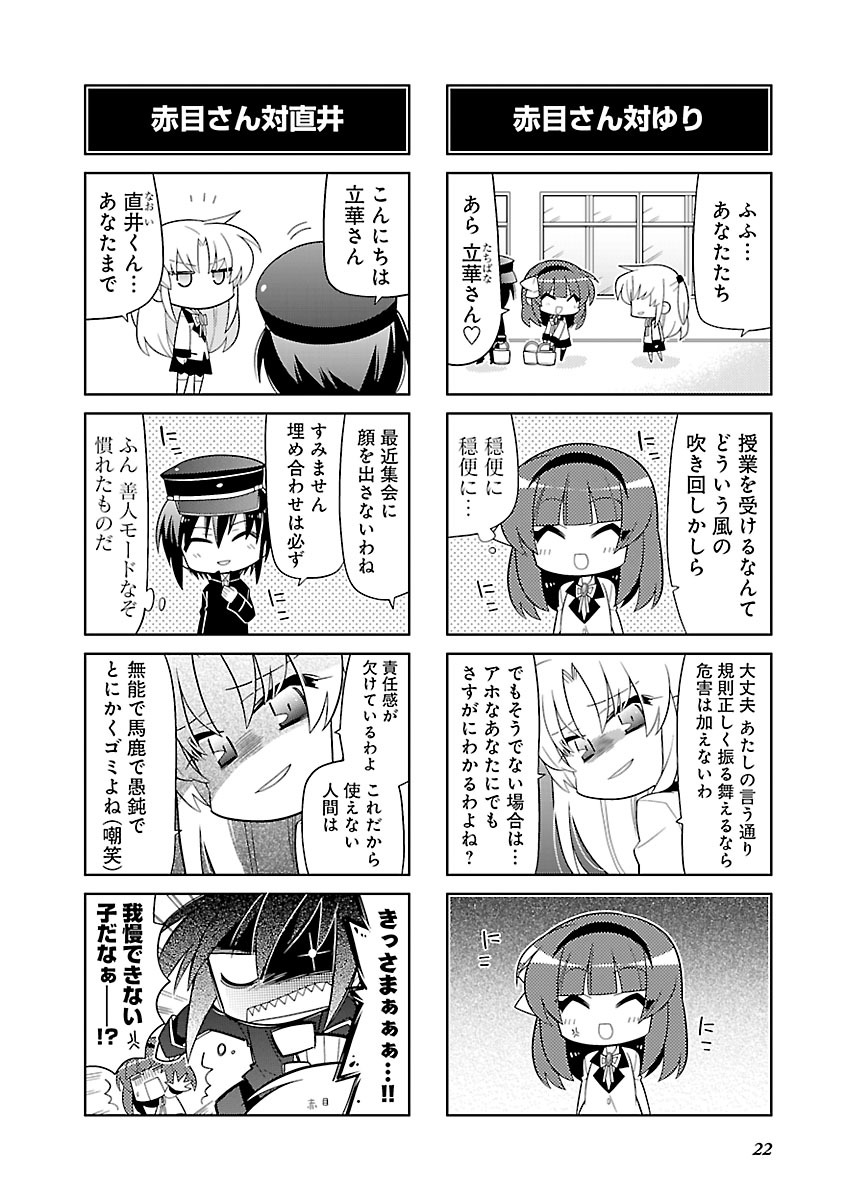 赤目さん対ゆり
ふふ…
あなたたち
あら 立華さん♡
たちばな
授業を受けるなんて
どういう風の
吹き回しかしら
穏便に
穏便に…
大丈夫 あたしの言う通り
規則正しく振る舞えるなら
危害は加えないわ
でもそうでない場合は…
アホなあなたにでも
さすがにわかるわよね?
にこ
にこ
赤目さん対直井
こんにちは
立華さん
直井くん…
なおい
あなたまで
最近集会に
顔を出さないわね
すみません
埋め合わせは必ず
ふん 善人モードなぞ
慣れたものだ
責任感が
欠けているわよ
これだから
使えない
人間は
無能で馬鹿で愚鈍で
とにかくゴミよね(嘲笑)
きっさまぁぁぁ…!!
我慢できない
子だなぁ──!?
赤目
22